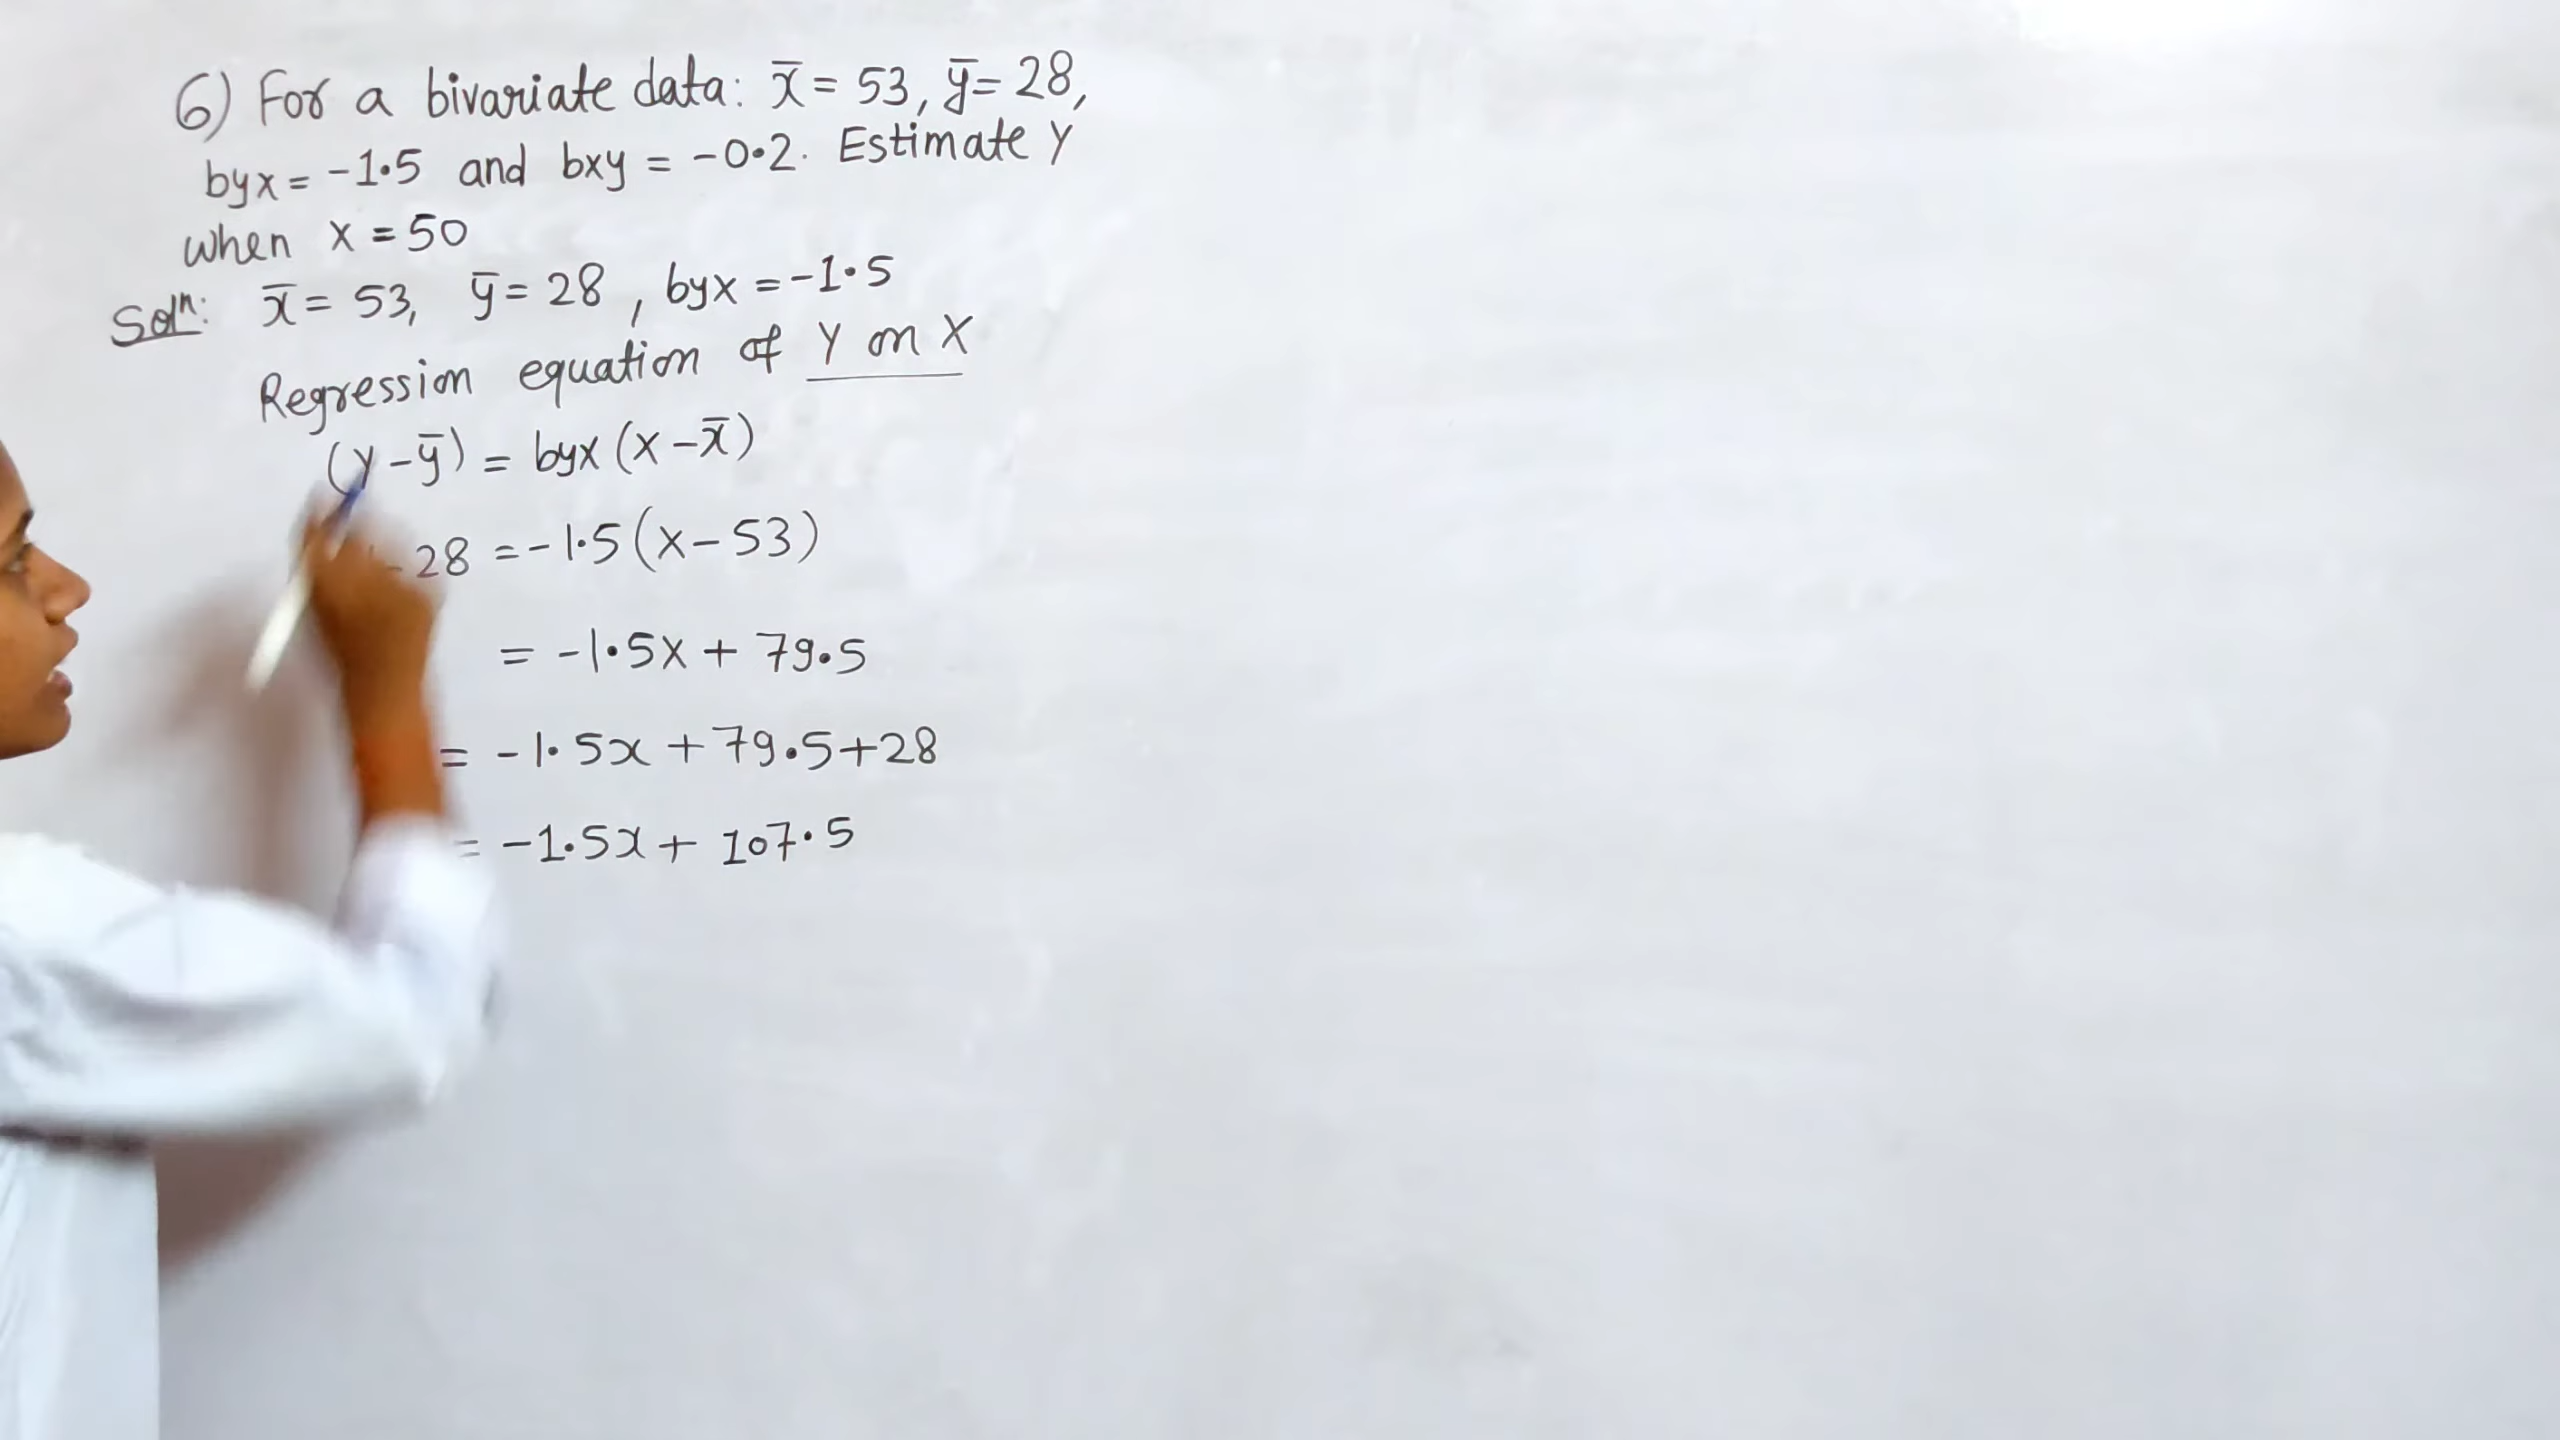 6) For a bivariate data: x̄ = 53, ȳ = 28,
byx = -1.5 and bxy = -0.2. Estimate Y
when x = 50
Solⁿ: x̄ = 53, ȳ = 28, byx = -1.5
Regression equation of Y on X
(y - ȳ) = byx (x - x̄)
- 28 = -1.5 (x - 53)
= -1.5x + 79.5
= -1.5x + 79.5 + 28
= -1.5x + 107.5